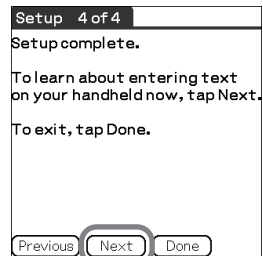 Setup 4 of 4
Setup complete.
To learn about entering text
on your handheld now, tap Next.
To exit, tap Done.
Previous Next Done